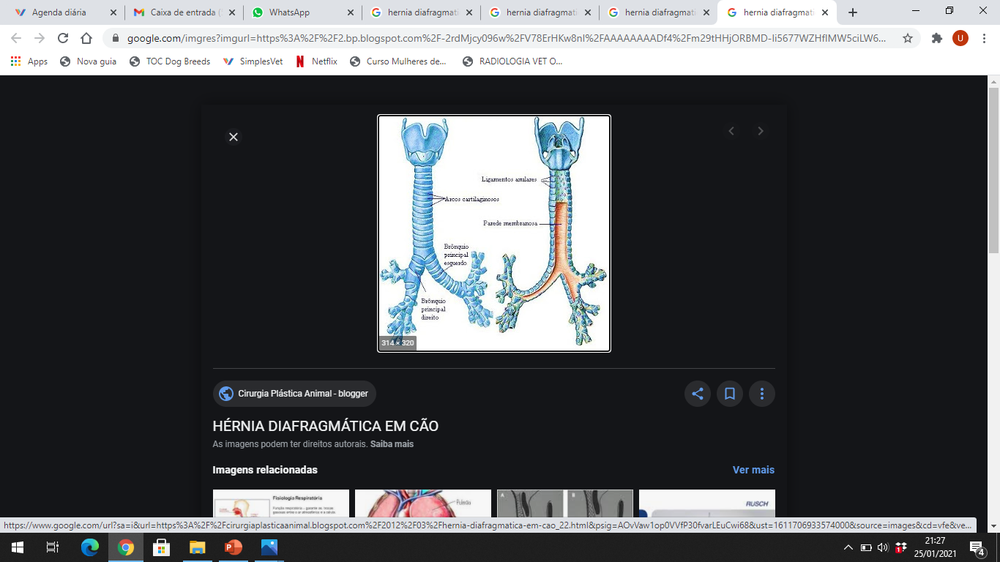 Agenda diária
Caixa de entrada (
WhatsApp
hernia diafragmati
hernia diafragmati
hernia diafragmati
hernia diafragmati
google.com/imgres?imgurl=https%3A%2F%2F2.bp.blogspot.com%2F-2rdMjcy096w%2FV78ErHKw8nI%2FAAAAAAAADf4%2Fm29tHHjORBMD-Ii5677WZHfIMW5ciLW6...
U
Apps
Nova guia
TOC Dog Breeds
SimplesVet
Netflix
Curso Mulheres de...
RADIOLOGIA VET O...
Ligamentos anulares
Arcos cartilaginosos
Parede membranosa
Brônquio
principal
esquerdo
Brônquio
principal
direito
314 × 320
Cirurgia Plástica Animal - blogger
HÉRNIA DIAFRAGMÁTICA EM CÃO
As imagens podem ter direitos autorais. Saiba mais
Imagens relacionadas
Ver mais
Fisiologia Respiratória
Pulmão
A
B
RUSCH
https://www.google.com/url?sa=i&url=https%3A%2F%2Fcirurgiaplasticaanimal.blogspot.com%2F2012%2F03%2Fhernia-diafragmatica-em-cao_22.html&psig=AOvVaw1op0VVfP30fvarLEuCwi68&ust=1611706933574000&source=images&cd=vfe&ve...
21:27
25/01/2021
1
4